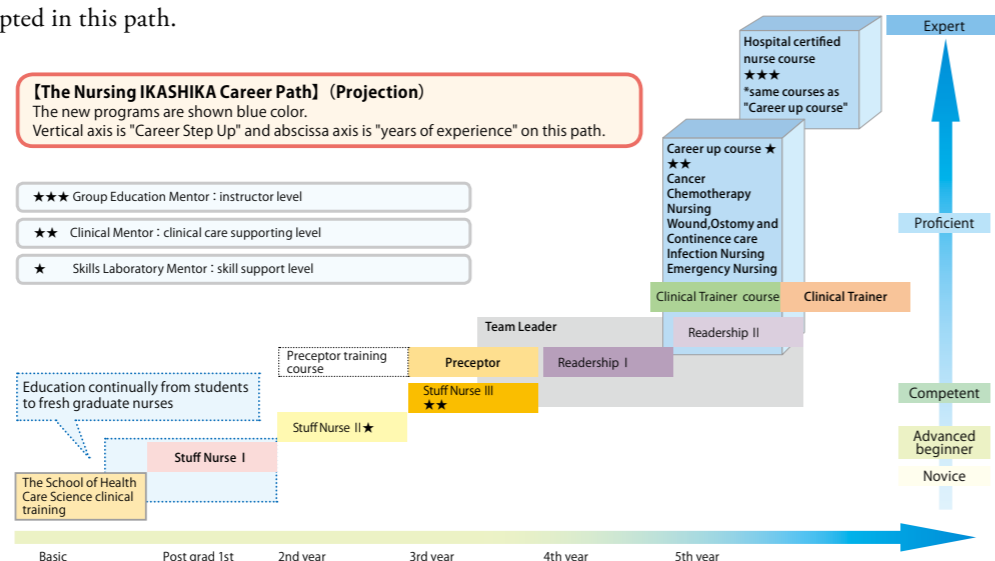 pted in this path.
Expert
Hospital certified
nurse course
★★★
*same courses as
"Career up course"
【The Nursing IKASHIKA Career Path】（Projection）
The new programs are shown blue color.
Vertical axis is "Career Step Up" and abscissa axis is "years of experience" on this path.
Career up course ★
★★
Cancer
Chemotherapy
Nursing
Wound,Ostomy and
Continence care
Infection Nursing
Emergency Nursing
★★★ Group Education Mentor : instructor level
★★ Clinical Mentor : clinical care supporting level
★ Skills Laboratory Mentor : skill support level
Proficient
Clinical Trainer course
Clinical Trainer
Team Leader
Readership II
Preceptor training
course
Preceptor
Readership I
Education continually from students
to fresh graduate nurses
Stuff Nurse III
★★
Competent
Stuff Nurse II★
Advanced
beginner
Stuff Nurse I
Novice
The School of Health
Care Science clinical
training
Basic
Post grad 1st
2nd year
3rd year
4th year
5th year